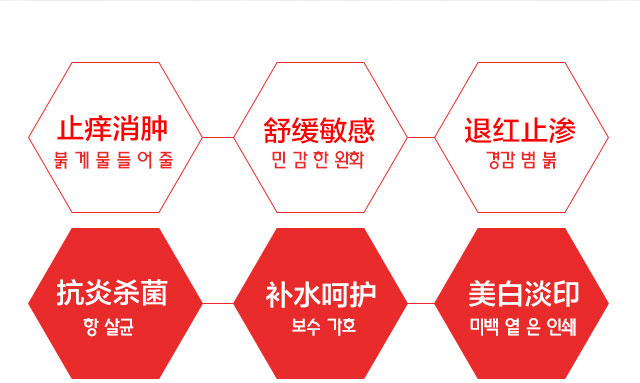 止痒消肿
붉 게 물 들 어 줄
舒缓敏感
민 감 한 완화
退红止渗
경감 범 붉
抗炎杀菌
항 살균
补水呵护
보수 가호
美白淡印
미백 옅 은 인쇄